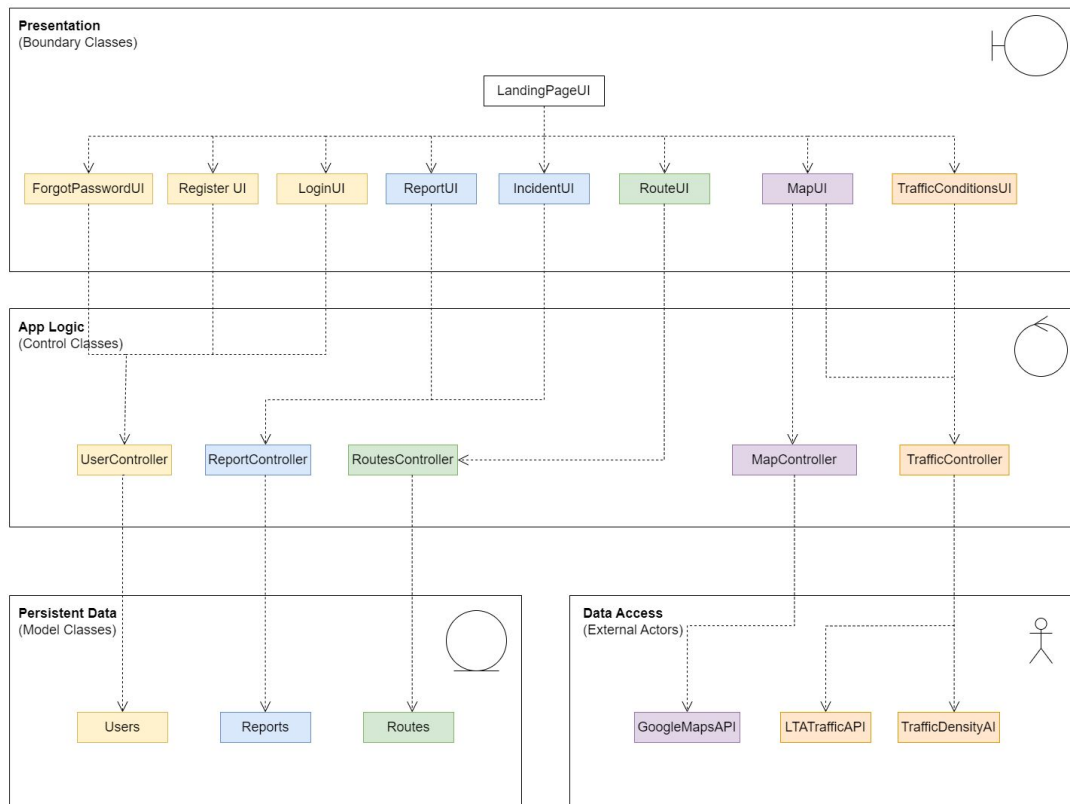 Presentation
(Boundary Classes)
LandingPageUI
ForgotPasswordUI
Register UI
LoginUI
ReportUI
IncidentUI
RouteUI
MapUI
TrafficConditionsUI
App Logic
(Control Classes)
UserController
ReportController
RoutesController
MapController
TrafficController
Persistent Data
(Model Classes)
Users
Reports
Routes
Data Access
(External Actors)
GoogleMapsAPI
LTATrafficAPI
TrafficDensityAI